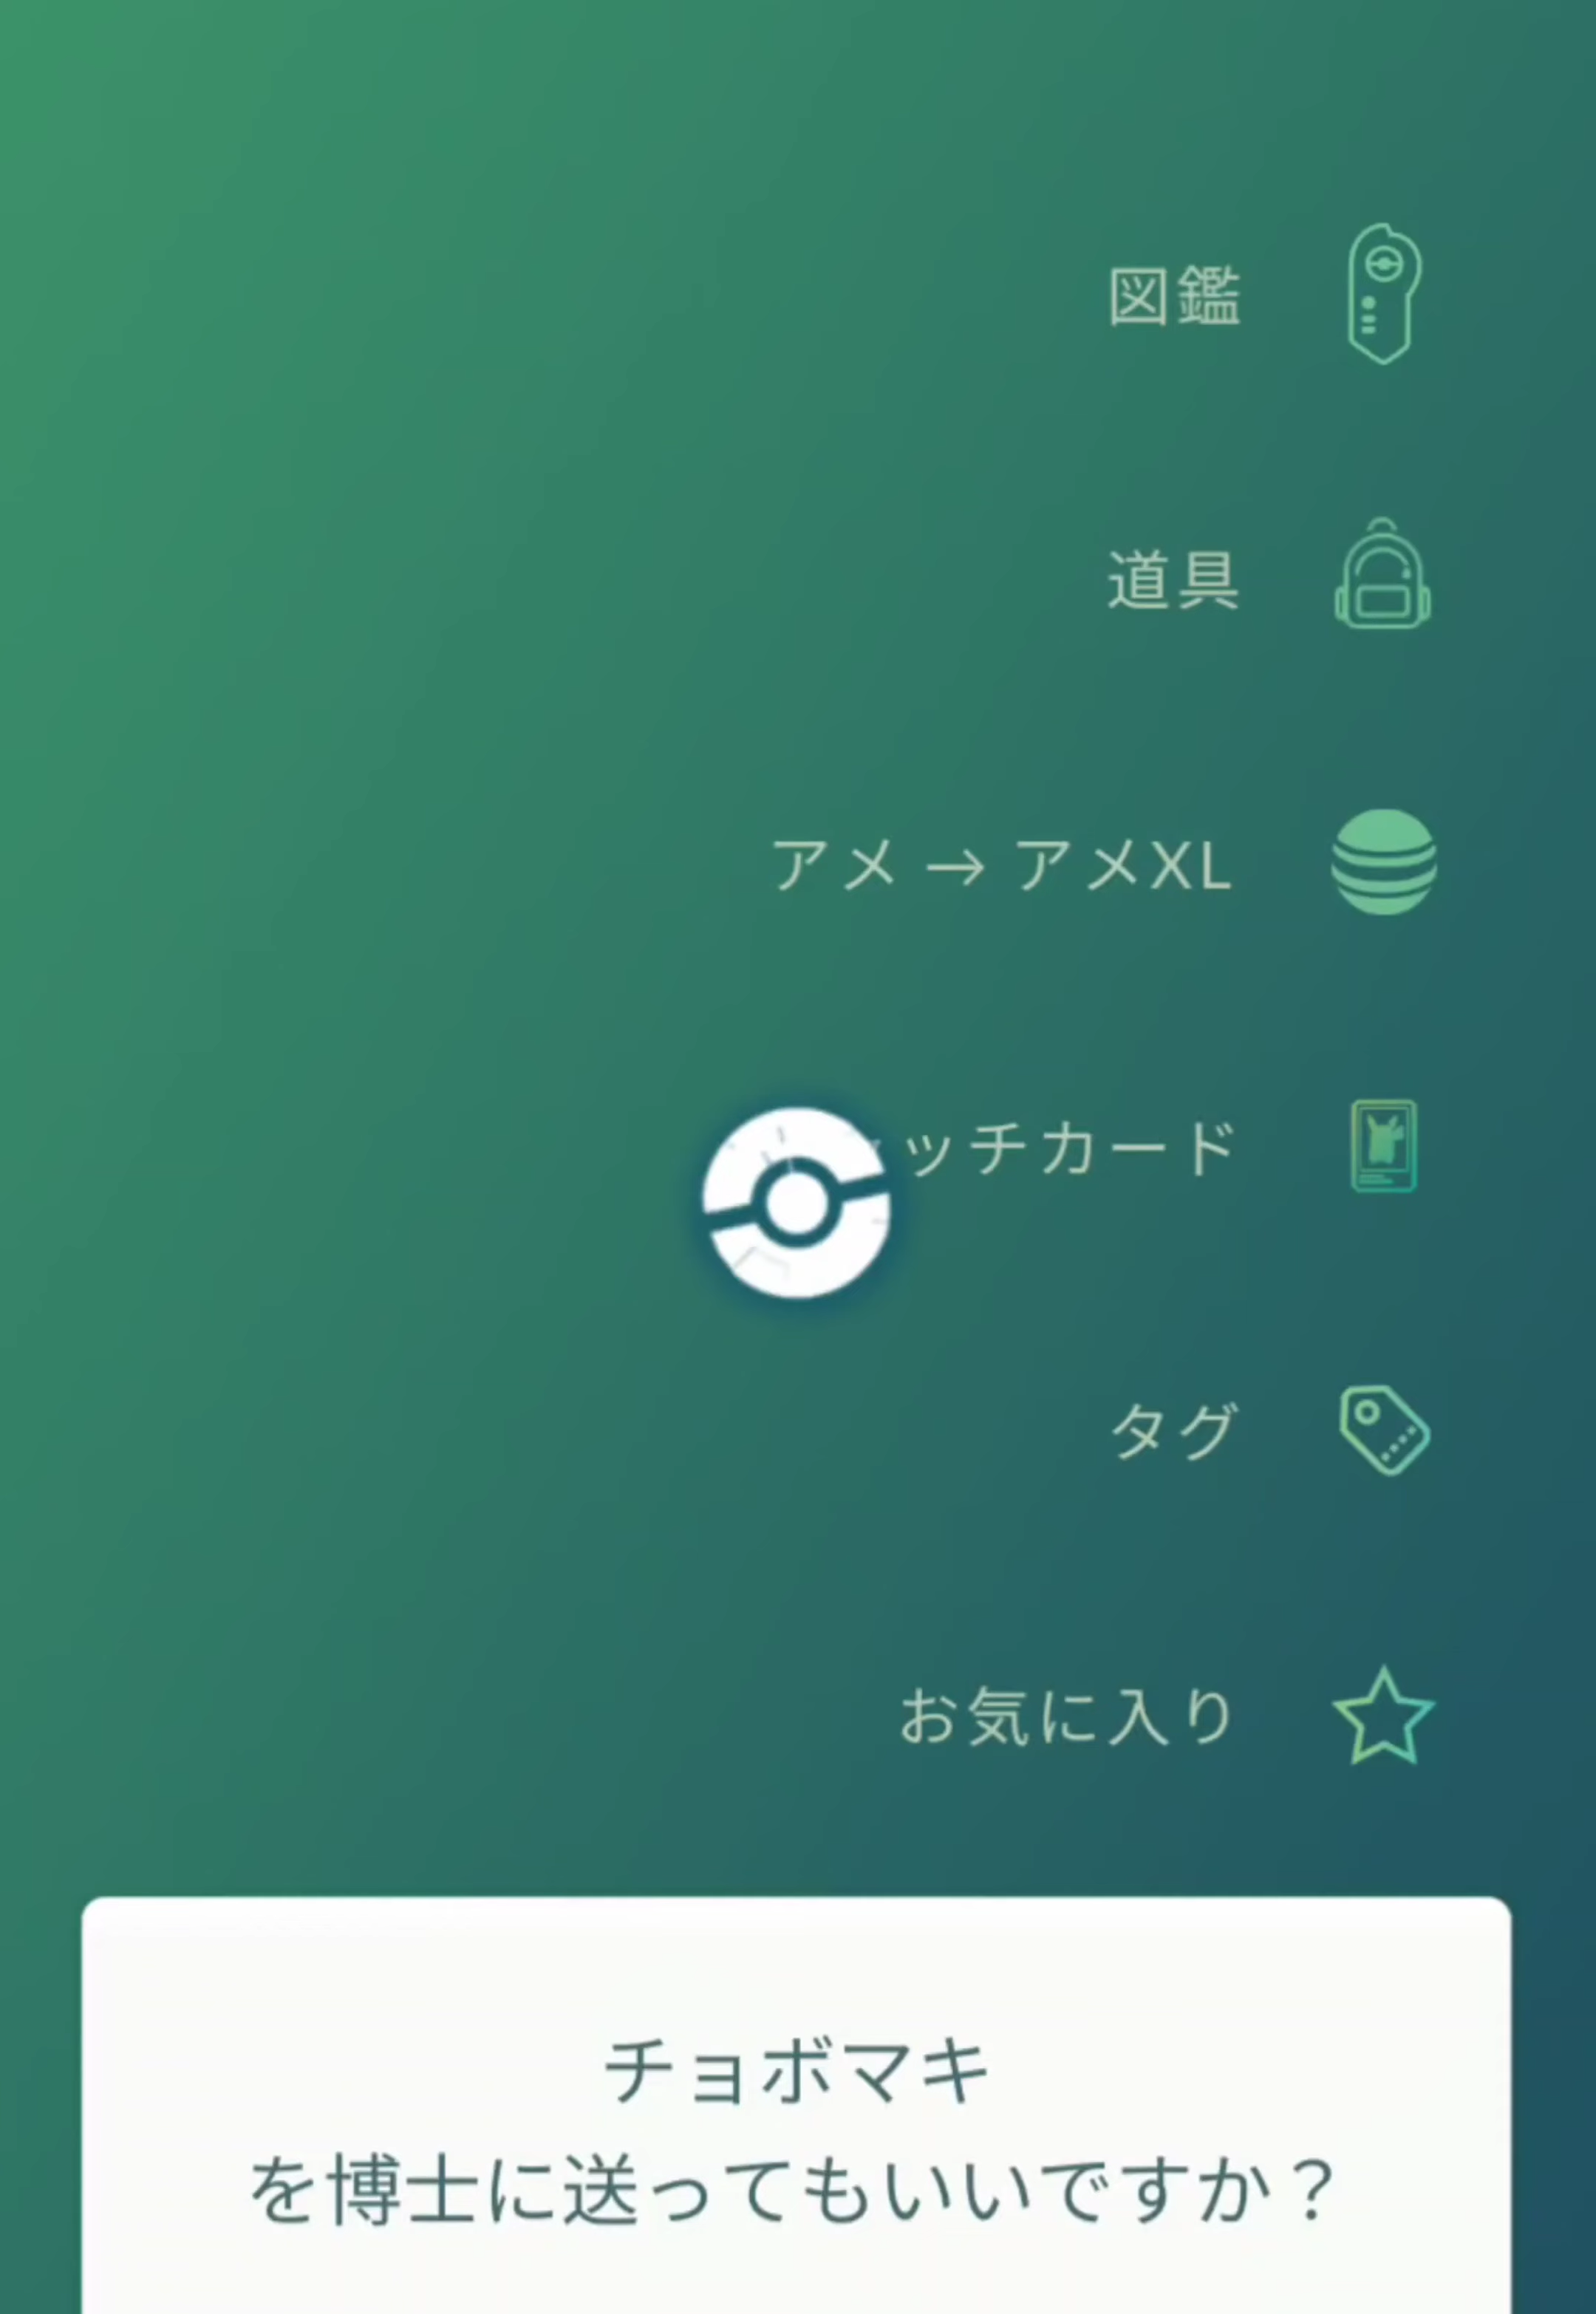 図鑑
道具
アメ → アメXL
ッチカード
タグ
お気に入り
チョボマキ
を博士に送ってもいいですか？